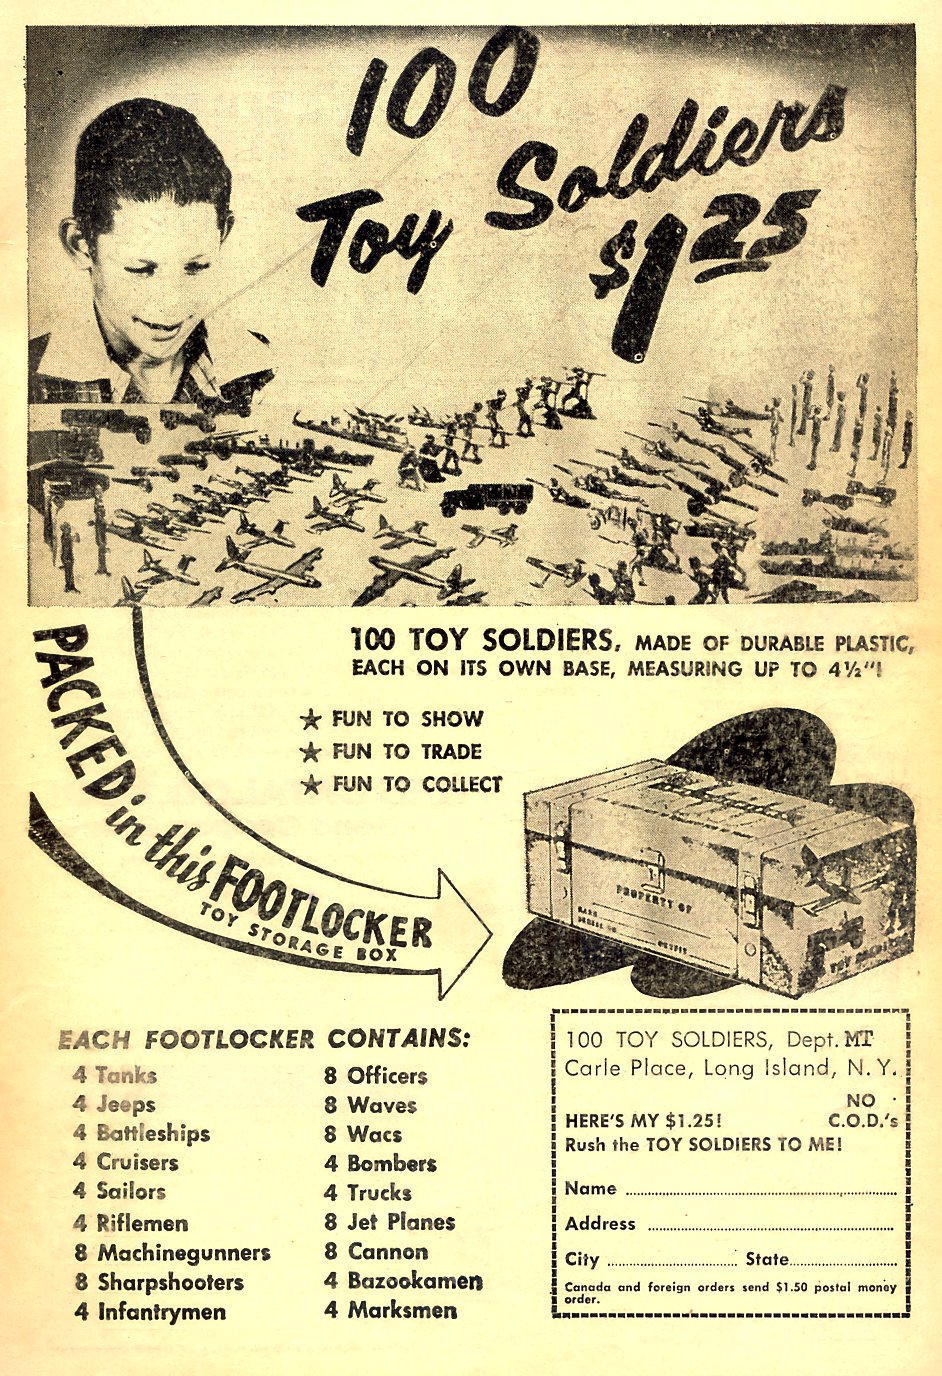 100
Toy Soldiers
$1.25
100 TOY SOLDIERS, MADE OF DURABLE PLASTIC,
EACH ON ITS OWN BASE, MEASURING UP TO 4½"!
★ FUN TO SHOW
★ FUN TO TRADE
★ FUN TO COLLECT
PACKED in this FOOTLOCKER
TOY STORAGE BOX
PROPERTY OF
TOY SOLDIERS
EACH FOOTLOCKER CONTAINS:
4 Tanks
4 Jeeps
4 Battleships
4 Cruisers
4 Sailors
4 Riflemen
8 Machinegunners
8 Sharpshooters
4 Infantrymen
8 Officers
8 Waves
8 Wacs
4 Bombers
4 Trucks
8 Jet Planes
8 Cannon
4 Bazookamen
4 Marksmen
100 TOY SOLDIERS, Dept. MT
Carle Place, Long Island, N. Y.
NO
HERE'S MY $1.25! C.O.D.'s
Rush the TOY SOLDIERS TO ME!
Name
Address
City State
Canada and foreign orders send $1.50 postal money
order.